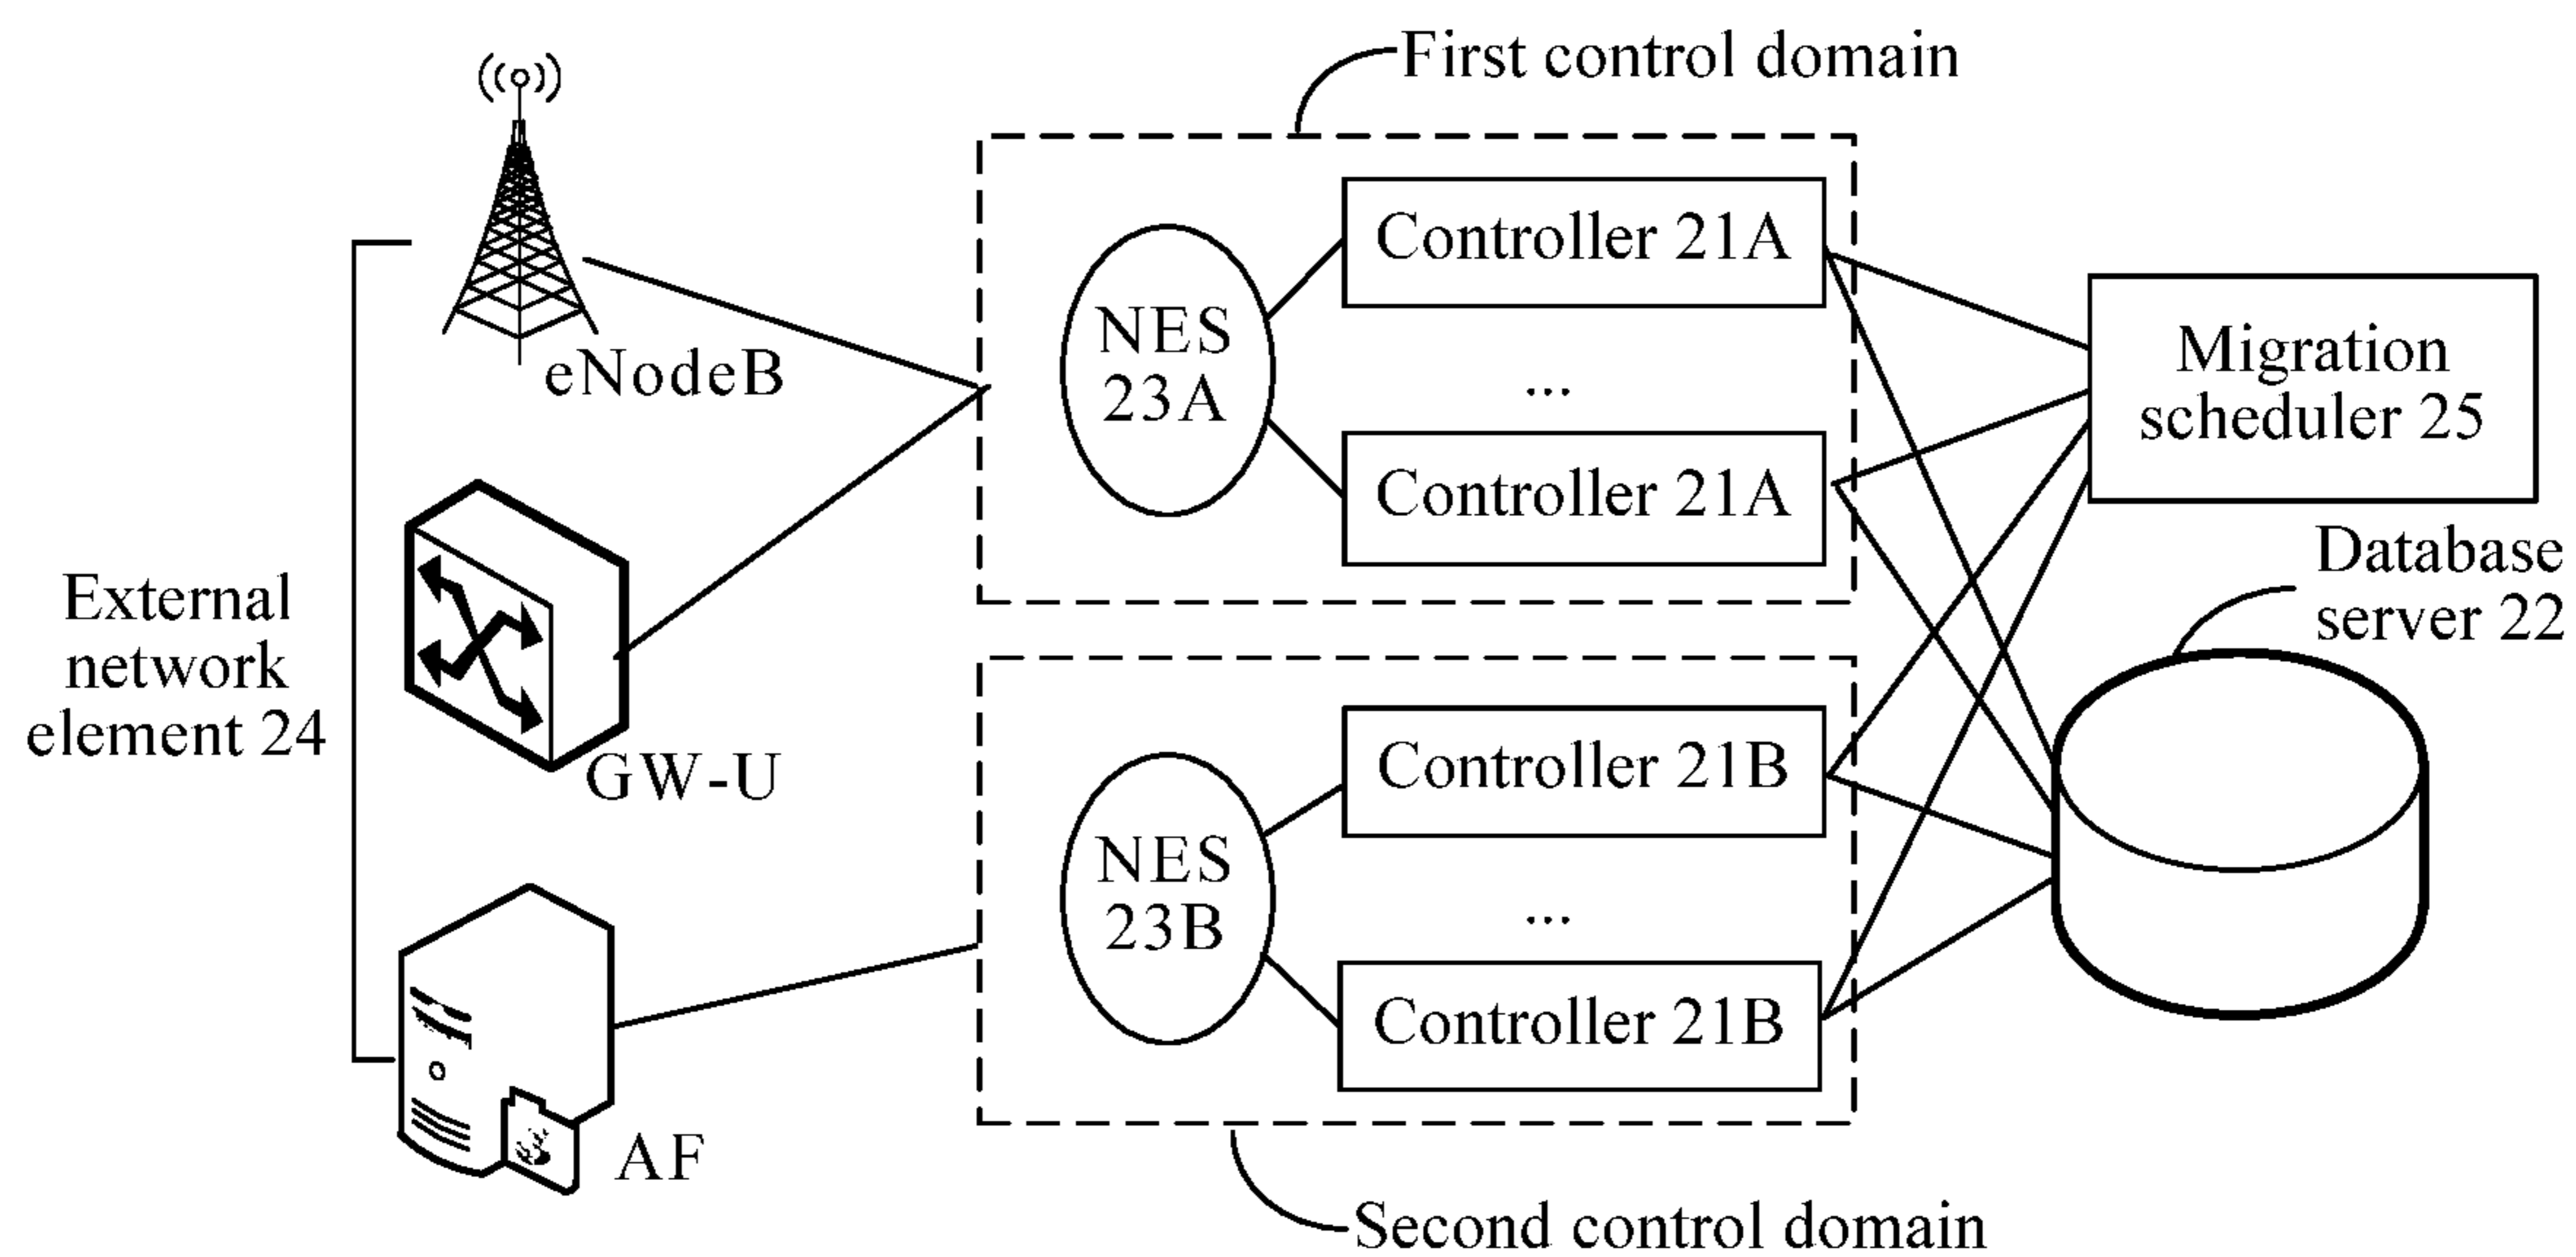 First control domain
eNodeB
GW-U
AF
External
network
element 24
NES
23A
Controller 21A
...
Controller 21A
NES
23B
Controller 21B
...
Controller 21B
Migration
scheduler 25
Database
server 22
Second control domain